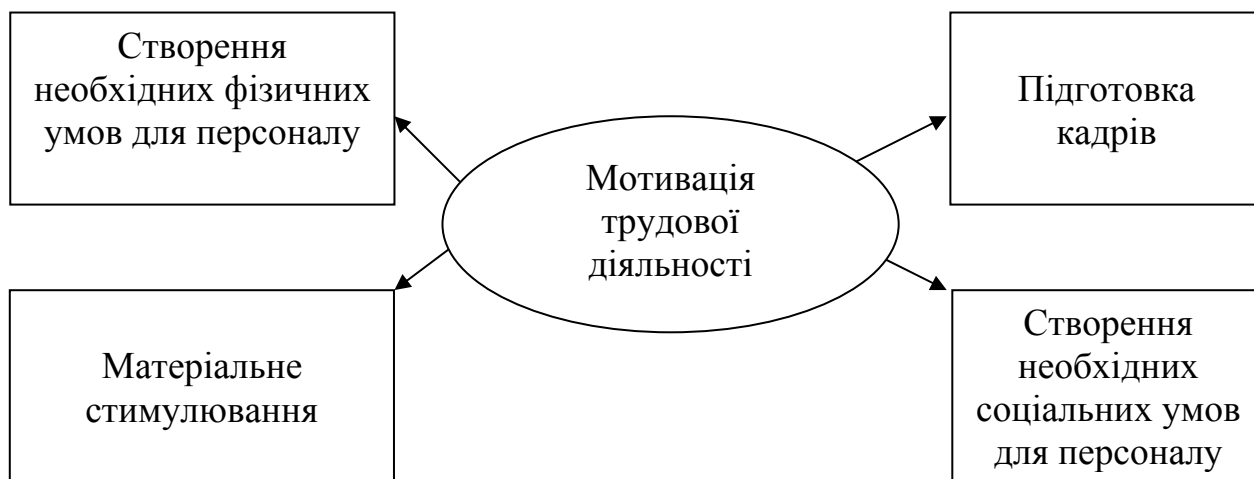 Створення
необхідних фізичних
умов для персоналу
Підготовка
кадрів
Мотивація
трудової
діяльності
Матеріальне
стимулювання
Створення
необхідних
соціальних умов
для персоналу